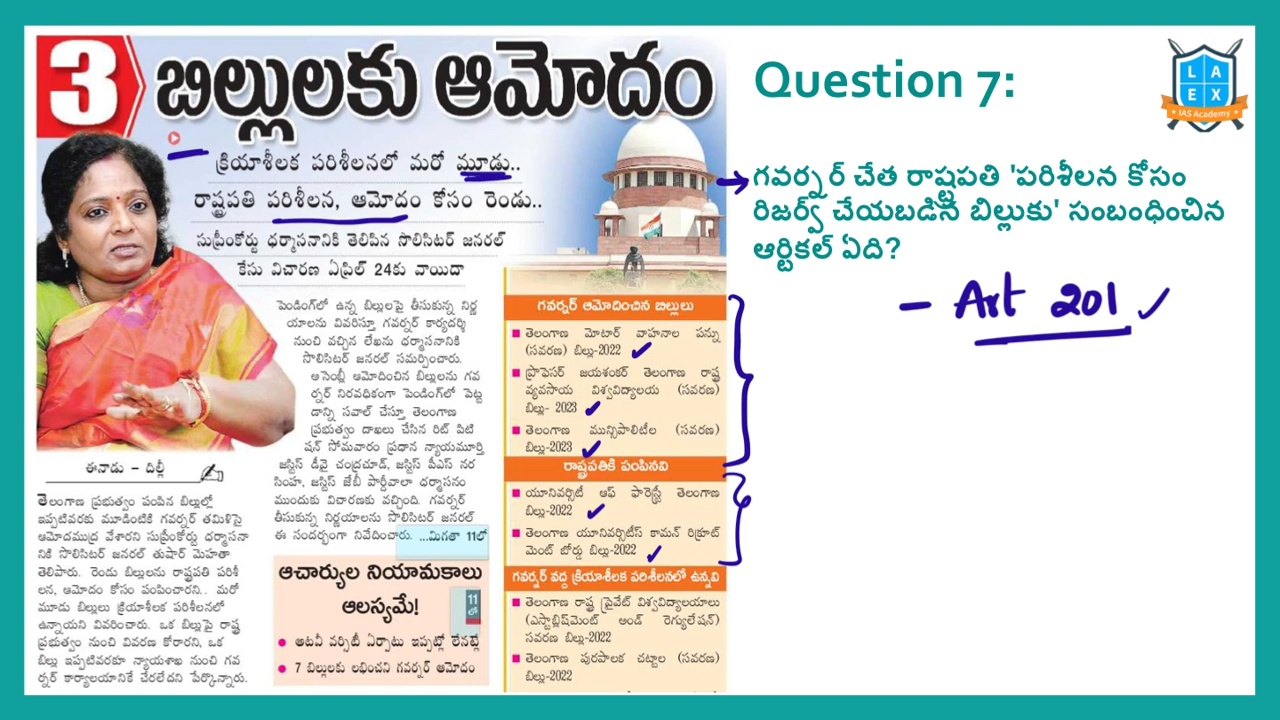 3 బిల్లులకు ఆమోదం
క్రియాశీలక పరిశీలనలో మరో మూడు..
రాష్ట్రపతి పరిశీలన, ఆమోదం కోసం రెండు..
సుప్రీంకోర్టు ధర్మాసనానికి తెలిపిన సొలిసిటర్ జనరల్
కేసు విచారణ ఏప్రిల్ 24కు వాయిదా
ఈనాడు - దిల్లీ
తెలంగాణ ప్రభుత్వం పంపిన బిల్లుల్లో
ఇప్పటివరకు మూడింటికి గవర్నర్ తమిళిసై
ఆమోదముద్ర వేశారని సుప్రీంకోర్టు ధర్మాసనా
నికి సొలిసిటర్ జనరల్ తుషార్ మెహతా
తెలిపారు. రెండు బిల్లులను రాష్ట్రపతి పరిశీ
లన, ఆమోదం కోసం పంపించారని.. మరో
మూడు బిల్లులు క్రియాశీలక పరిశీలనలో
ఉన్నాయని వివరించారు. ఒక బిల్లుపై రాష్ట్ర
ప్రభుత్వం నుంచి వివరణ కోరారని, ఒక
బిల్లు ఇప్పటివరకూ న్యాయశాఖ నుంచి గవ
ర్నర్ కార్యాలయానికే చేరలేదని పేర్కొన్నారు.
పెండింగ్‌లో ఉన్న బిల్లులపై తీసుకున్న నిర్ణ
యాలను వివరిస్తూ గవర్నర్ కార్యదర్శి
నుంచి వచ్చిన లేఖను ధర్మాసనానికి
సొలిసిటర్ జనరల్ సమర్పించారు.
అసెంబ్లీ ఆమోదించిన బిల్లులను గవ
ర్నర్ నిరవధికంగా పెండింగ్‌లో పెట్ట
డాన్ని సవాల్ చేస్తూ తెలంగాణ
ప్రభుత్వం దాఖలు చేసిన రిట్ పిటి
షన్ సోమవారం ప్రధాన న్యాయమూర్తి
జస్టిస్ డీవై చంద్రచూడ్, జస్టిస్ పీఎస్ నర
సింహ, జస్టిస్ జేబీ పార్దీవాలా ధర్మాసనం
ముందుకు విచారణకు వచ్చింది. గవర్నర్
తీసుకున్న నిర్ణయాలను సొలిసిటర్ జనరల్
ఈ సందర్భంగా నివేదించారు. ...మిగతా 11లో
ఆచార్యుల నియామకాలు
ఆలస్యమే!
11
లో
● అటవీ వర్సిటీ ఏర్పాటు ఇప్పట్లో లేనట్లే
● 7 బిల్లులకు లభించని గవర్నర్ ఆమోదం
గవర్నర్ ఆమోదించిన బిల్లులు
■ తెలంగాణ మోటార్ వాహనాల పన్ను
(సవరణ) బిల్లు-2022
■ ప్రొఫెసర్ జయశంకర్ తెలంగాణ రాష్ట్ర
వ్యవసాయ విశ్వవిద్యాలయ (సవరణ)
బిల్లు- 2023
■ తెలంగాణ మున్సిపాలిటీల (సవరణ)
బిల్లు-2023
రాష్ట్రపతికి పంపినవి
■ యూనివర్సిటీ ఆఫ్ ఫారెస్ట్రీ తెలంగాణ
బిల్లు-2022
■ తెలంగాణ యూనివర్సిటీస్ కామన్ రిక్రూట్
మెంట్ బోర్డు బిల్లు-2022
గవర్నర్ వద్ద క్రియాశీలక పరిశీలనలో ఉన్నవి
■ తెలంగాణ రాష్ట్ర ప్రైవేట్ విశ్వవిద్యాలయాలు
(ఎస్టాబ్లిష్‌మెంట్ అండ్ రెగ్యులేషన్)
సవరణ బిల్లు-2022
■ తెలంగాణ పురపాలక చట్టాల (సవరణ)
బిల్లు-2022
Question 7:
LAEX
IAS Academy
గవర్నర్ చేత రాష్ట్రపతి 'పరిశీలన కోసం
రిజర్వ్ చేయబడిన బిల్లుకు' సంబంధించిన
ఆర్టికల్ ఏది?
- Art 201 ✓